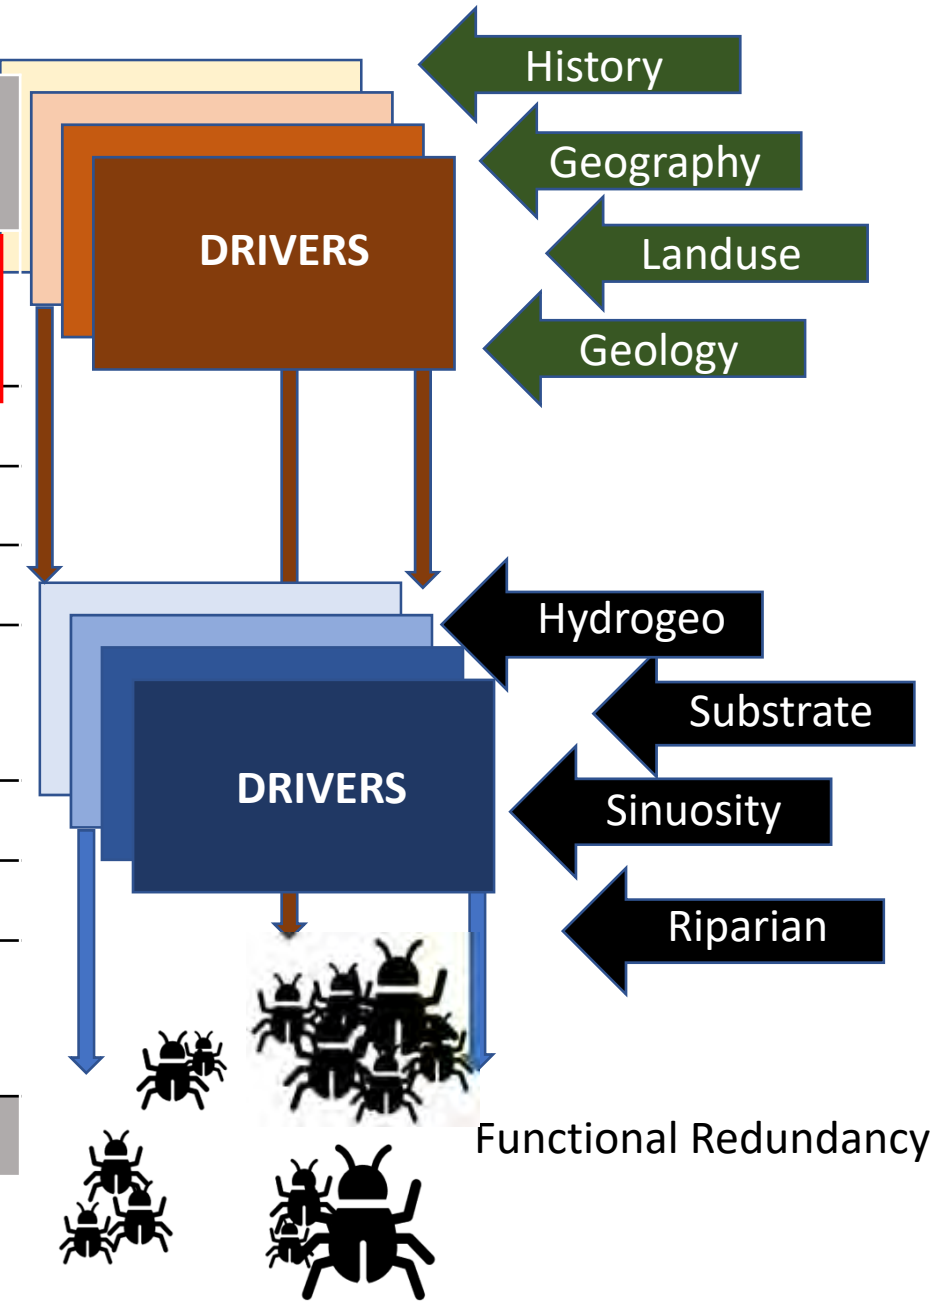 History
Geography
DRIVERS
Landuse
Geology
Hydrogeo
Substrate
DRIVERS
Sinuosity
Riparian
Functional Redundancy